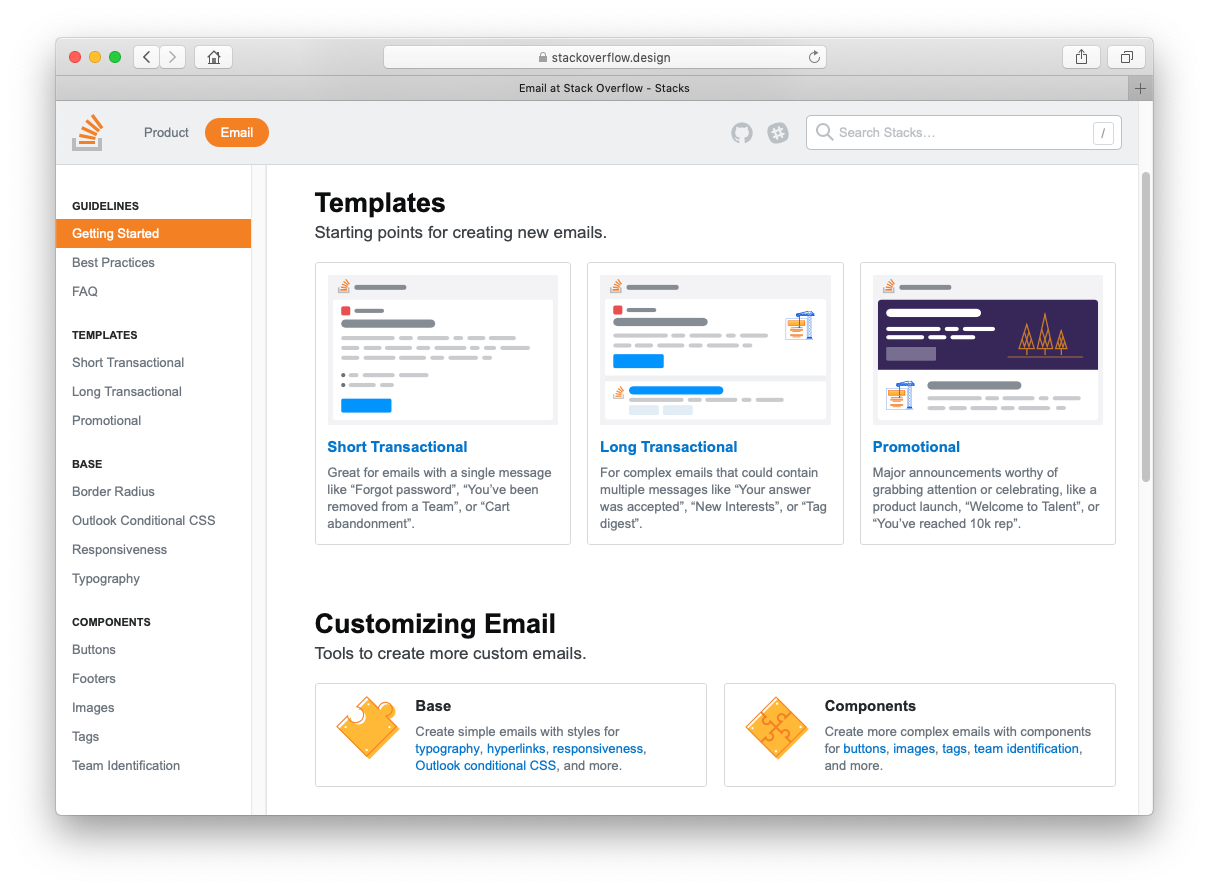 stackoverflow.design
Email at Stack Overflow - Stacks
Product
Email
Search Stacks…
/
GUIDELINES
Getting Started
Best Practices
FAQ
TEMPLATES
Short Transactional
Long Transactional
Promotional
BASE
Border Radius
Outlook Conditional CSS
Responsiveness
Typography
COMPONENTS
Buttons
Footers
Images
Tags
Team Identification
Templates
Starting points for creating new emails.
Short Transactional
Great for emails with a single message
like “Forgot password”, “You’ve been
removed from a Team”, or “Cart
abandonment”.
Long Transactional
For complex emails that could contain
multiple messages like “Your answer
was accepted”, “New Interests”, or “Tag
digest”.
Promotional
Major announcements worthy of
grabbing attention or celebrating, like a
product launch, “Welcome to Talent”, or
“You’ve reached 10k rep”.
Customizing Email
Tools to create more custom emails.
Base
Create simple emails with styles for
typography, hyperlinks, responsiveness,
Outlook conditional CSS, and more.
Components
Create more complex emails with components
for buttons, images, tags, team identification,
and more.